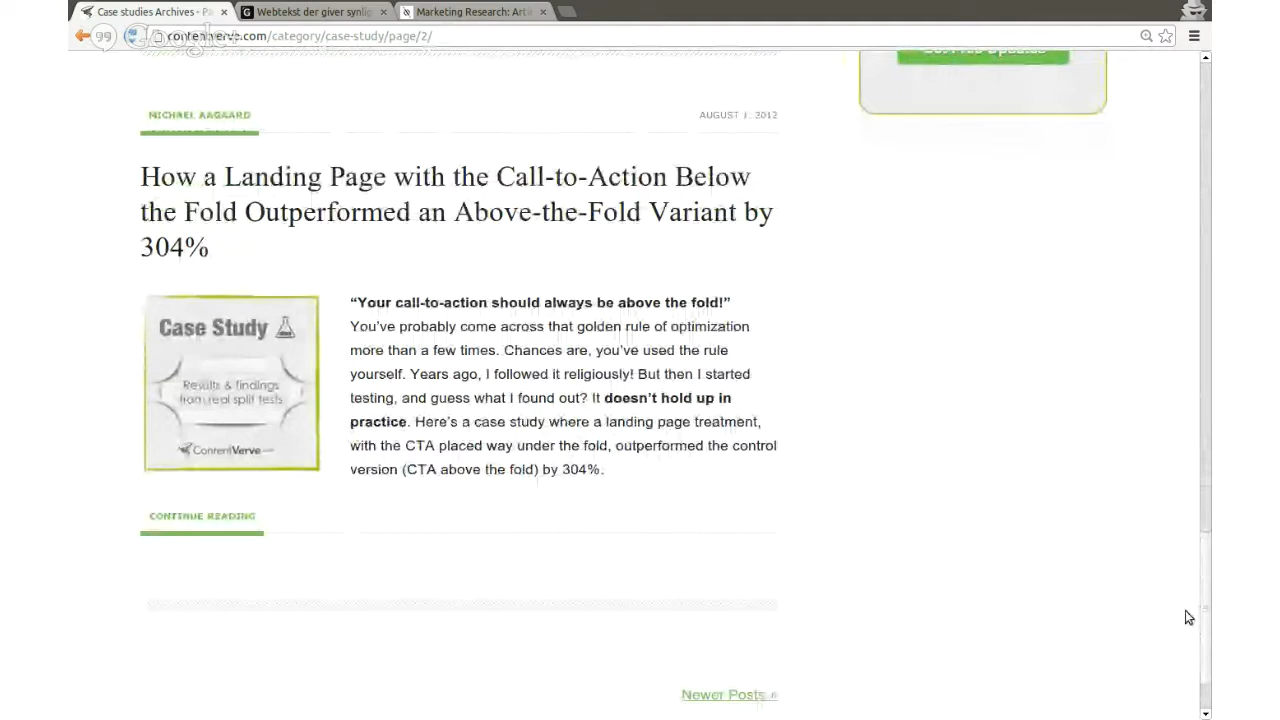 Case studies Archives - Pa
Webtekst der giver synlig
Marketing Research: Arti
contentverve.com/category/case-study/page/2/
Google+
MICHAEL AAGAARD
AUGUST 1, 2012
How a Landing Page with the Call-to-Action Below
the Fold Outperformed an Above-the-Fold Variant by
304%
Case Study
Results & findings
from real split tests
ContentVerve
“Your call-to-action should always be above the fold!”
You’ve probably come across that golden rule of optimization
more than a few times. Chances are, you’ve used the rule
yourself. Years ago, I followed it religiously! But then I started
testing, and guess what I found out? It doesn’t hold up in
practice. Here’s a case study where a landing page treatment,
with the CTA placed way under the fold, outperformed the control
version (CTA above the fold) by 304%.
CONTINUE READING
Newer Posts »